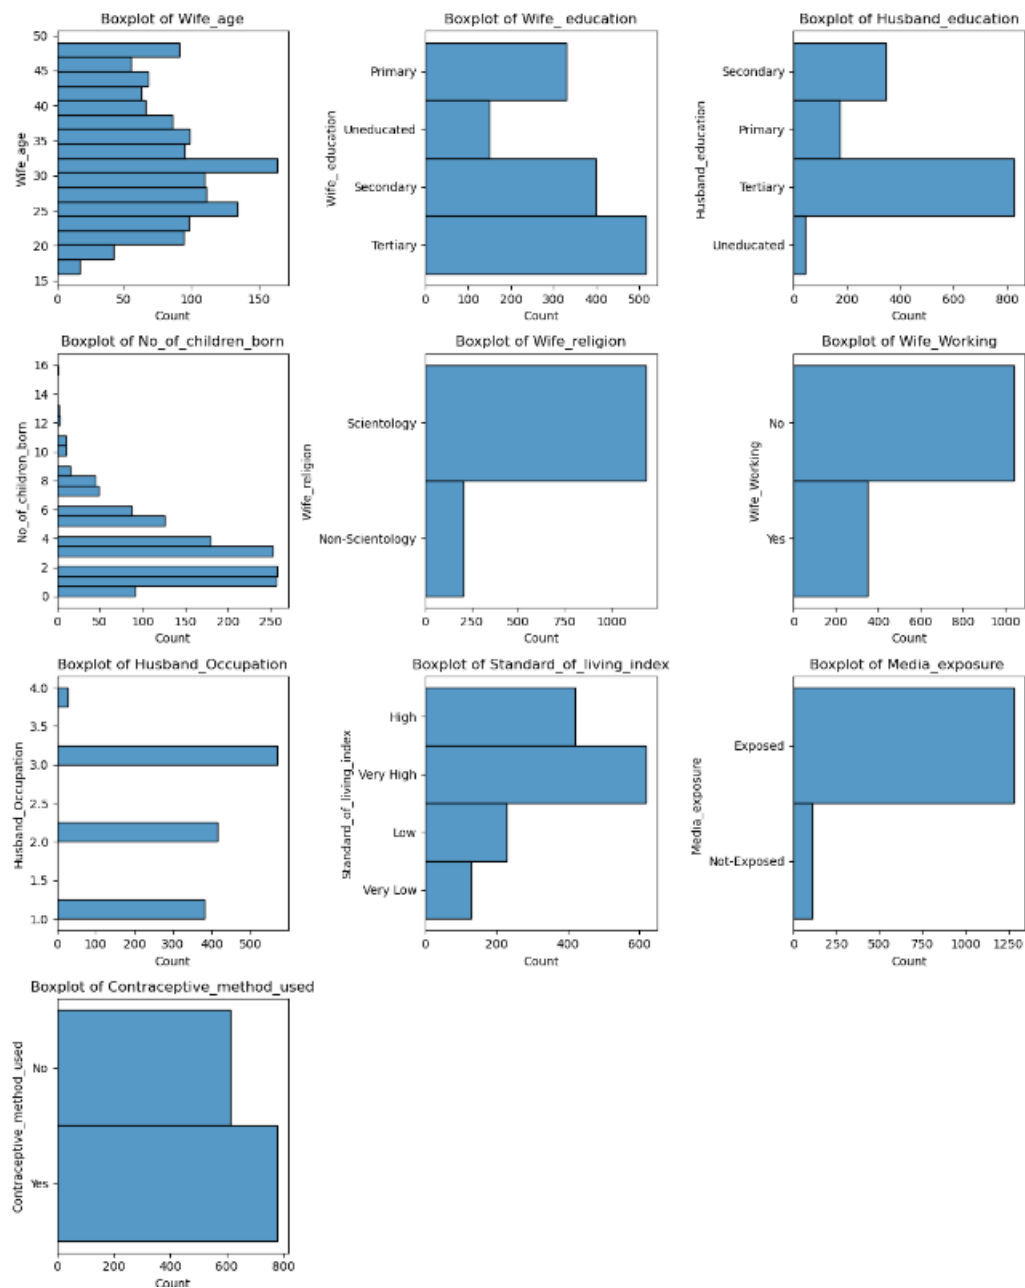 Boxplot of Wife_age
50
45
40
35
30
25
20
15
Wife_age
0 50 100 150
Count
Boxplot of Wife_ education
Primary
Uneducated
Secondary
Tertiary
Wife_ education
0 100 200 300 400 500
Count
Boxplot of Husband_education
Secondary
Primary
Tertiary
Uneducated
Husband_education
0 200 400 600 800
Count
Boxplot of No_of_children_born
16
14
12
10
8
6
4
2
0
No_of_children_born
0 50 100 150 200 250
Count
Boxplot of Wife_religion
Scientology
Non-Scientology
Wife_religion
0 250 500 750 1000
Count
Boxplot of Wife_Working
No
Yes
Wife_Working
0 200 400 600 800 1000
Count
Boxplot of Husband_Occupation
4.0
3.5
3.0
2.5
2.0
1.5
1.0
Husband_Occupation
0 100 200 300 400 500
Count
Boxplot of Standard_of_living_index
High
Very High
Low
Very Low
Standard_of_living_index
0 200 400 600
Count
Boxplot of Media_exposure
Exposed
Not-Exposed
Media_exposure
0 250 500 750 1000 1250
Count
Boxplot of Contraceptive_method_used
No
Yes
Contraceptive_method_used
0 200 400 600 800
Count